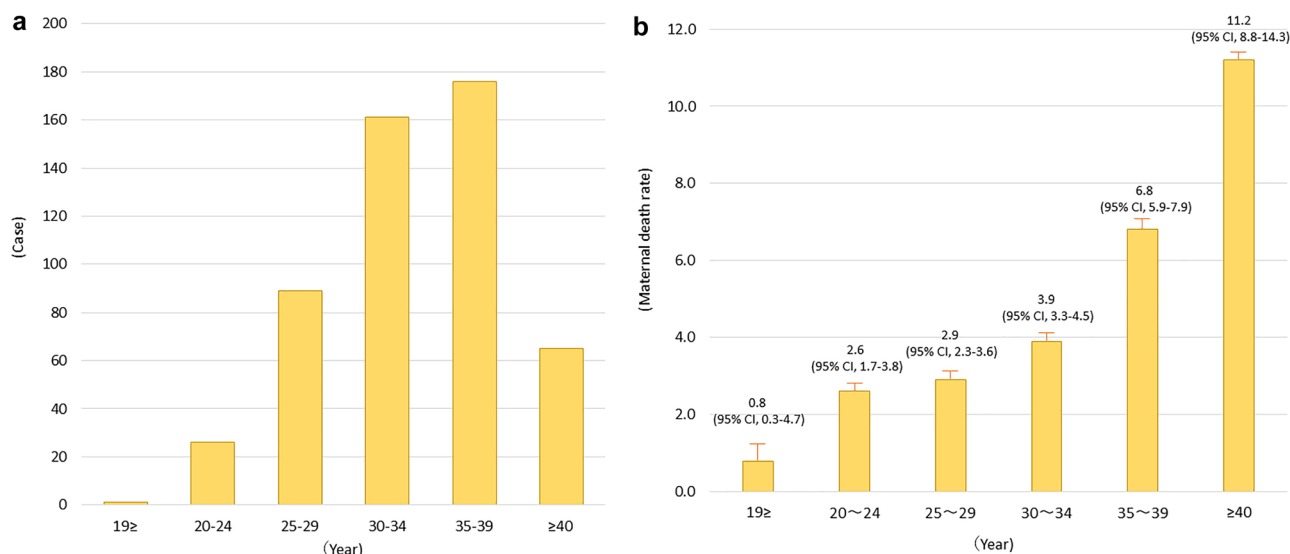 a
200
180
160
140
120
100
80
60
40
20
0
(Case)
19≥ 20-24 25-29 30-34 35-39 ≥40
（Year）
b
12.0
10.0
8.0
6.0
4.0
2.0
0.0
(Maternal death rate)
0.8
(95% CI, 0.3-4.7)
2.6
(95% CI, 1.7-3.8)
2.9
(95% CI, 2.3-3.6)
3.9
(95% CI, 3.3-4.5)
6.8
(95% CI, 5.9-7.9)
11.2
(95% CI, 8.8-14.3)
19≥ 20～24 25～29 30～34 35～39 ≥40
（Year）